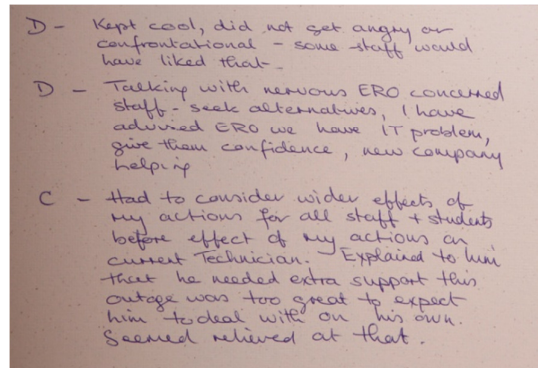 D - Kept cool, did not get angry or
confrontational - some staff would
have liked that -
D - Talking with nervous ERO concerned
staff - seek alternatives, I have
advised ERO we have IT problem,
give them confidence, new company
helping
C - Had to consider wider effects of
my actions for all staff + students
before effect of my actions on
current Technician. - Explained to him
that he needed extra support this
outage was too great to expect
him to deal with on his own.
Seemed relieved at that.